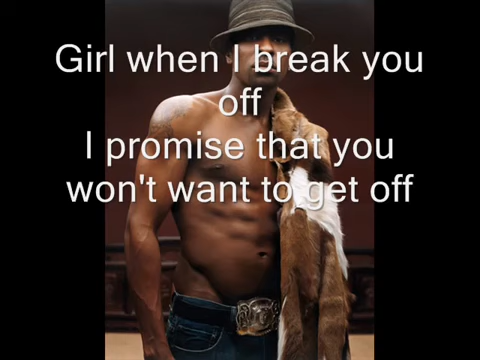 Girl when I break you
off
I promise that you
won't want to get off